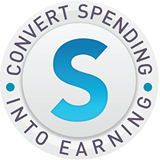 CONVERT SPENDING
S
INTO EARNING